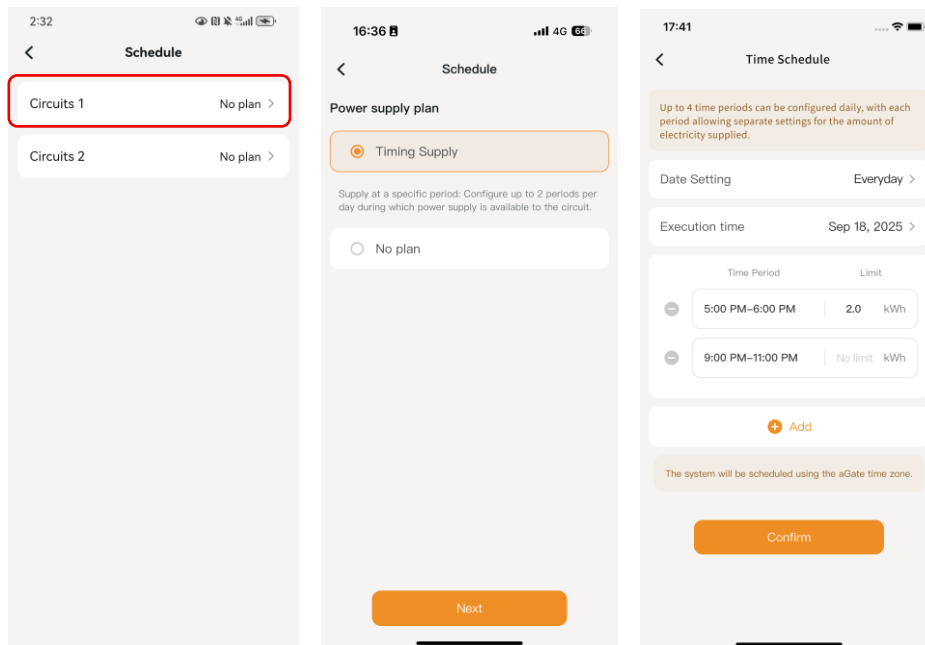 2:32
Schedule
Circuits 1 No plan
Circuits 2 No plan
16:36 4G 66
Schedule
Power supply plan
Timing Supply
Supply at a specific period: Configure up to 2 periods per
day during which power supply is available to the circuit.
No plan
Next
17:41
Time Schedule
Up to 4 time periods can be configured daily, with each
period allowing separate settings for the amount of
electricity supplied.
Date Setting Everyday
Execution time Sep 18, 2025
Time Period Limit
5:00 PM–6:00 PM 2.0 kWh
9:00 PM–11:00 PM No limit kWh
Add
The system will be scheduled using the aGate time zone.
Confirm